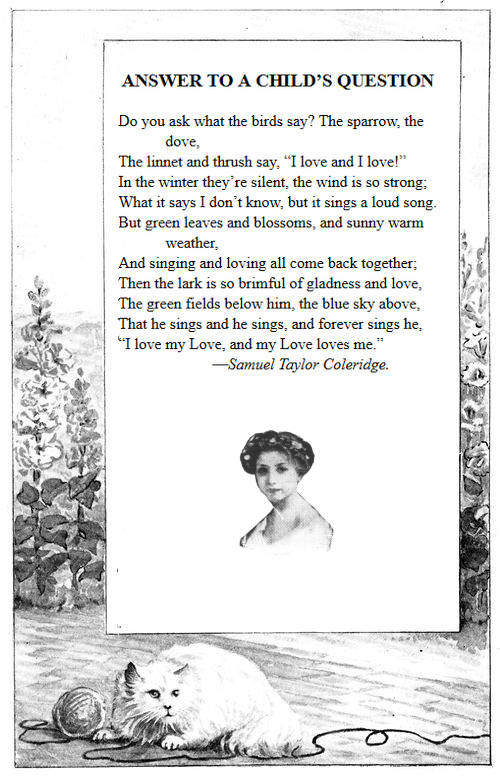 ANSWER TO A CHILD’S QUESTION
Do you ask what the birds say? The sparrow, the
dove,
The linnet and thrush say, “I love and I love!”
In the winter they’re silent, the wind is so strong;
What it says I don’t know, but it sings a loud song.
But green leaves and blossoms, and sunny warm
weather,
And singing and loving all come back together;
Then the lark is so brimful of gladness and love,
The green fields below him, the blue sky above,
That he sings and he sings, and forever sings he,
“I love my Love, and my Love loves me.”
—Samuel Taylor Coleridge.